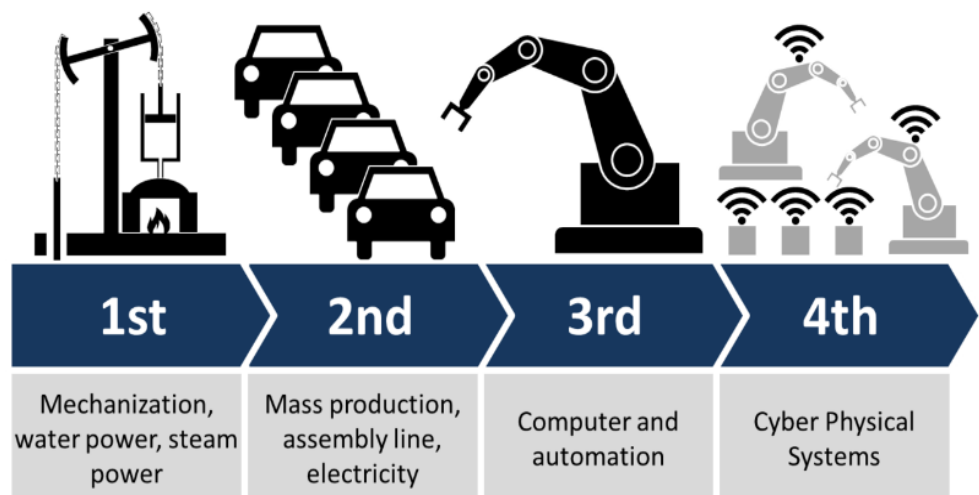 1st
2nd
3rd
4th
Mechanization,
water power, steam
power
Mass production,
assembly line,
electricity
Computer and
automation
Cyber Physical
Systems